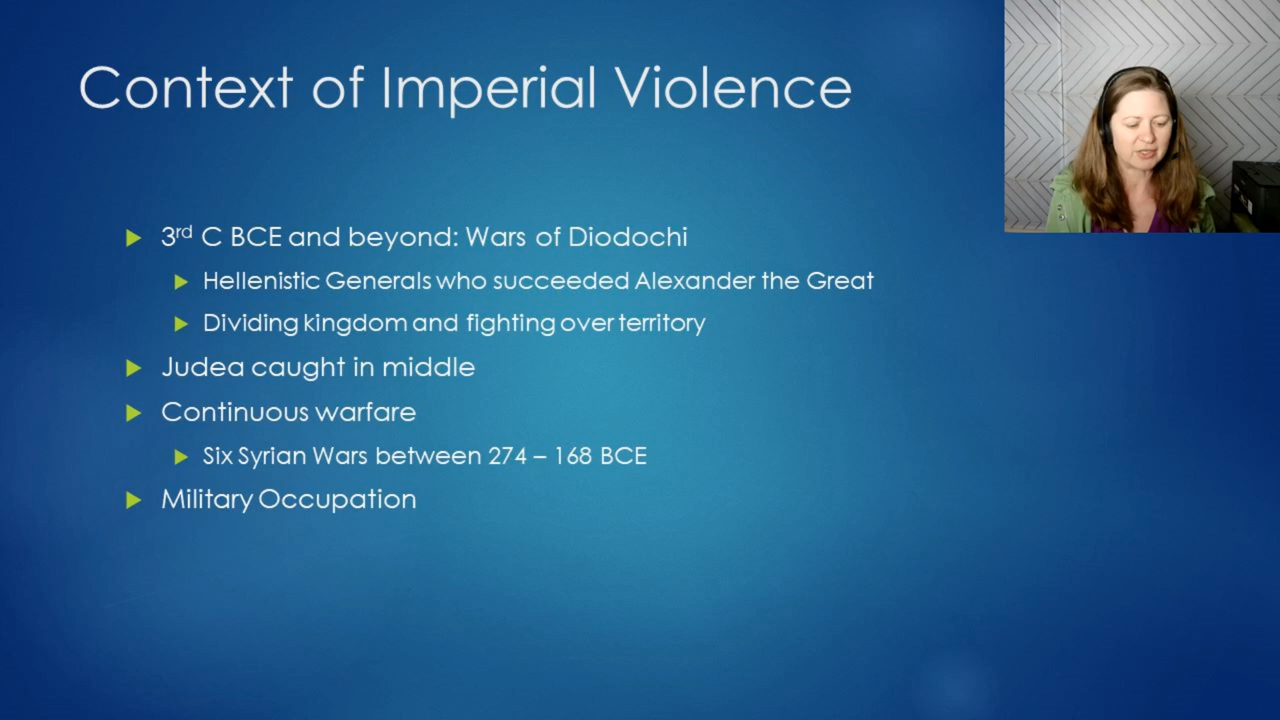 Context of Imperial Violence
3rd C BCE and beyond: Wars of Diodochi
Hellenistic Generals who succeeded Alexander the Great
Dividing kingdom and fighting over territory
Judea caught in middle
Continuous warfare
Six Syrian Wars between 274 – 168 BCE
Military Occupation